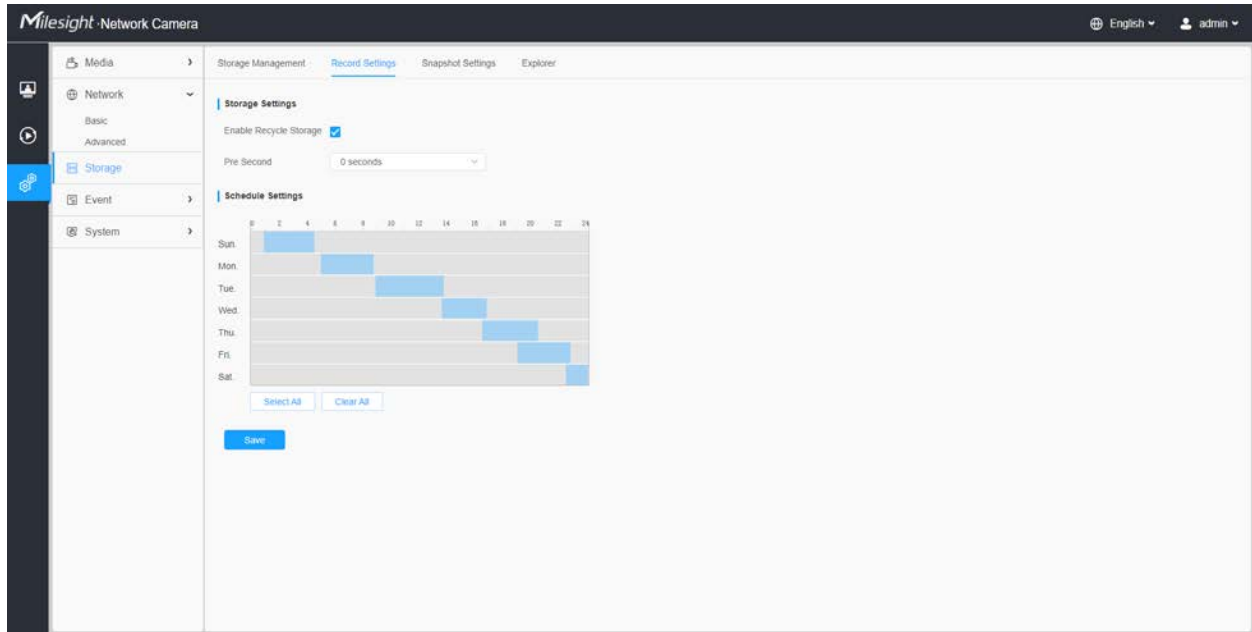 Milesight · Network Camera
English
admin
Media
Network
Basic
Advanced
Storage
Event
System
Storage Management Record Settings Snapshot Settings Explorer
Storage Settings
Enable Recycle Storage
Pre Second 0 seconds
Schedule Settings
0 2 4 6 8 10 12 14 16 18 20 22 24
Sun.
Mon.
Tue.
Wed.
Thu.
Fri.
Sat.
Select All Clear All
Save